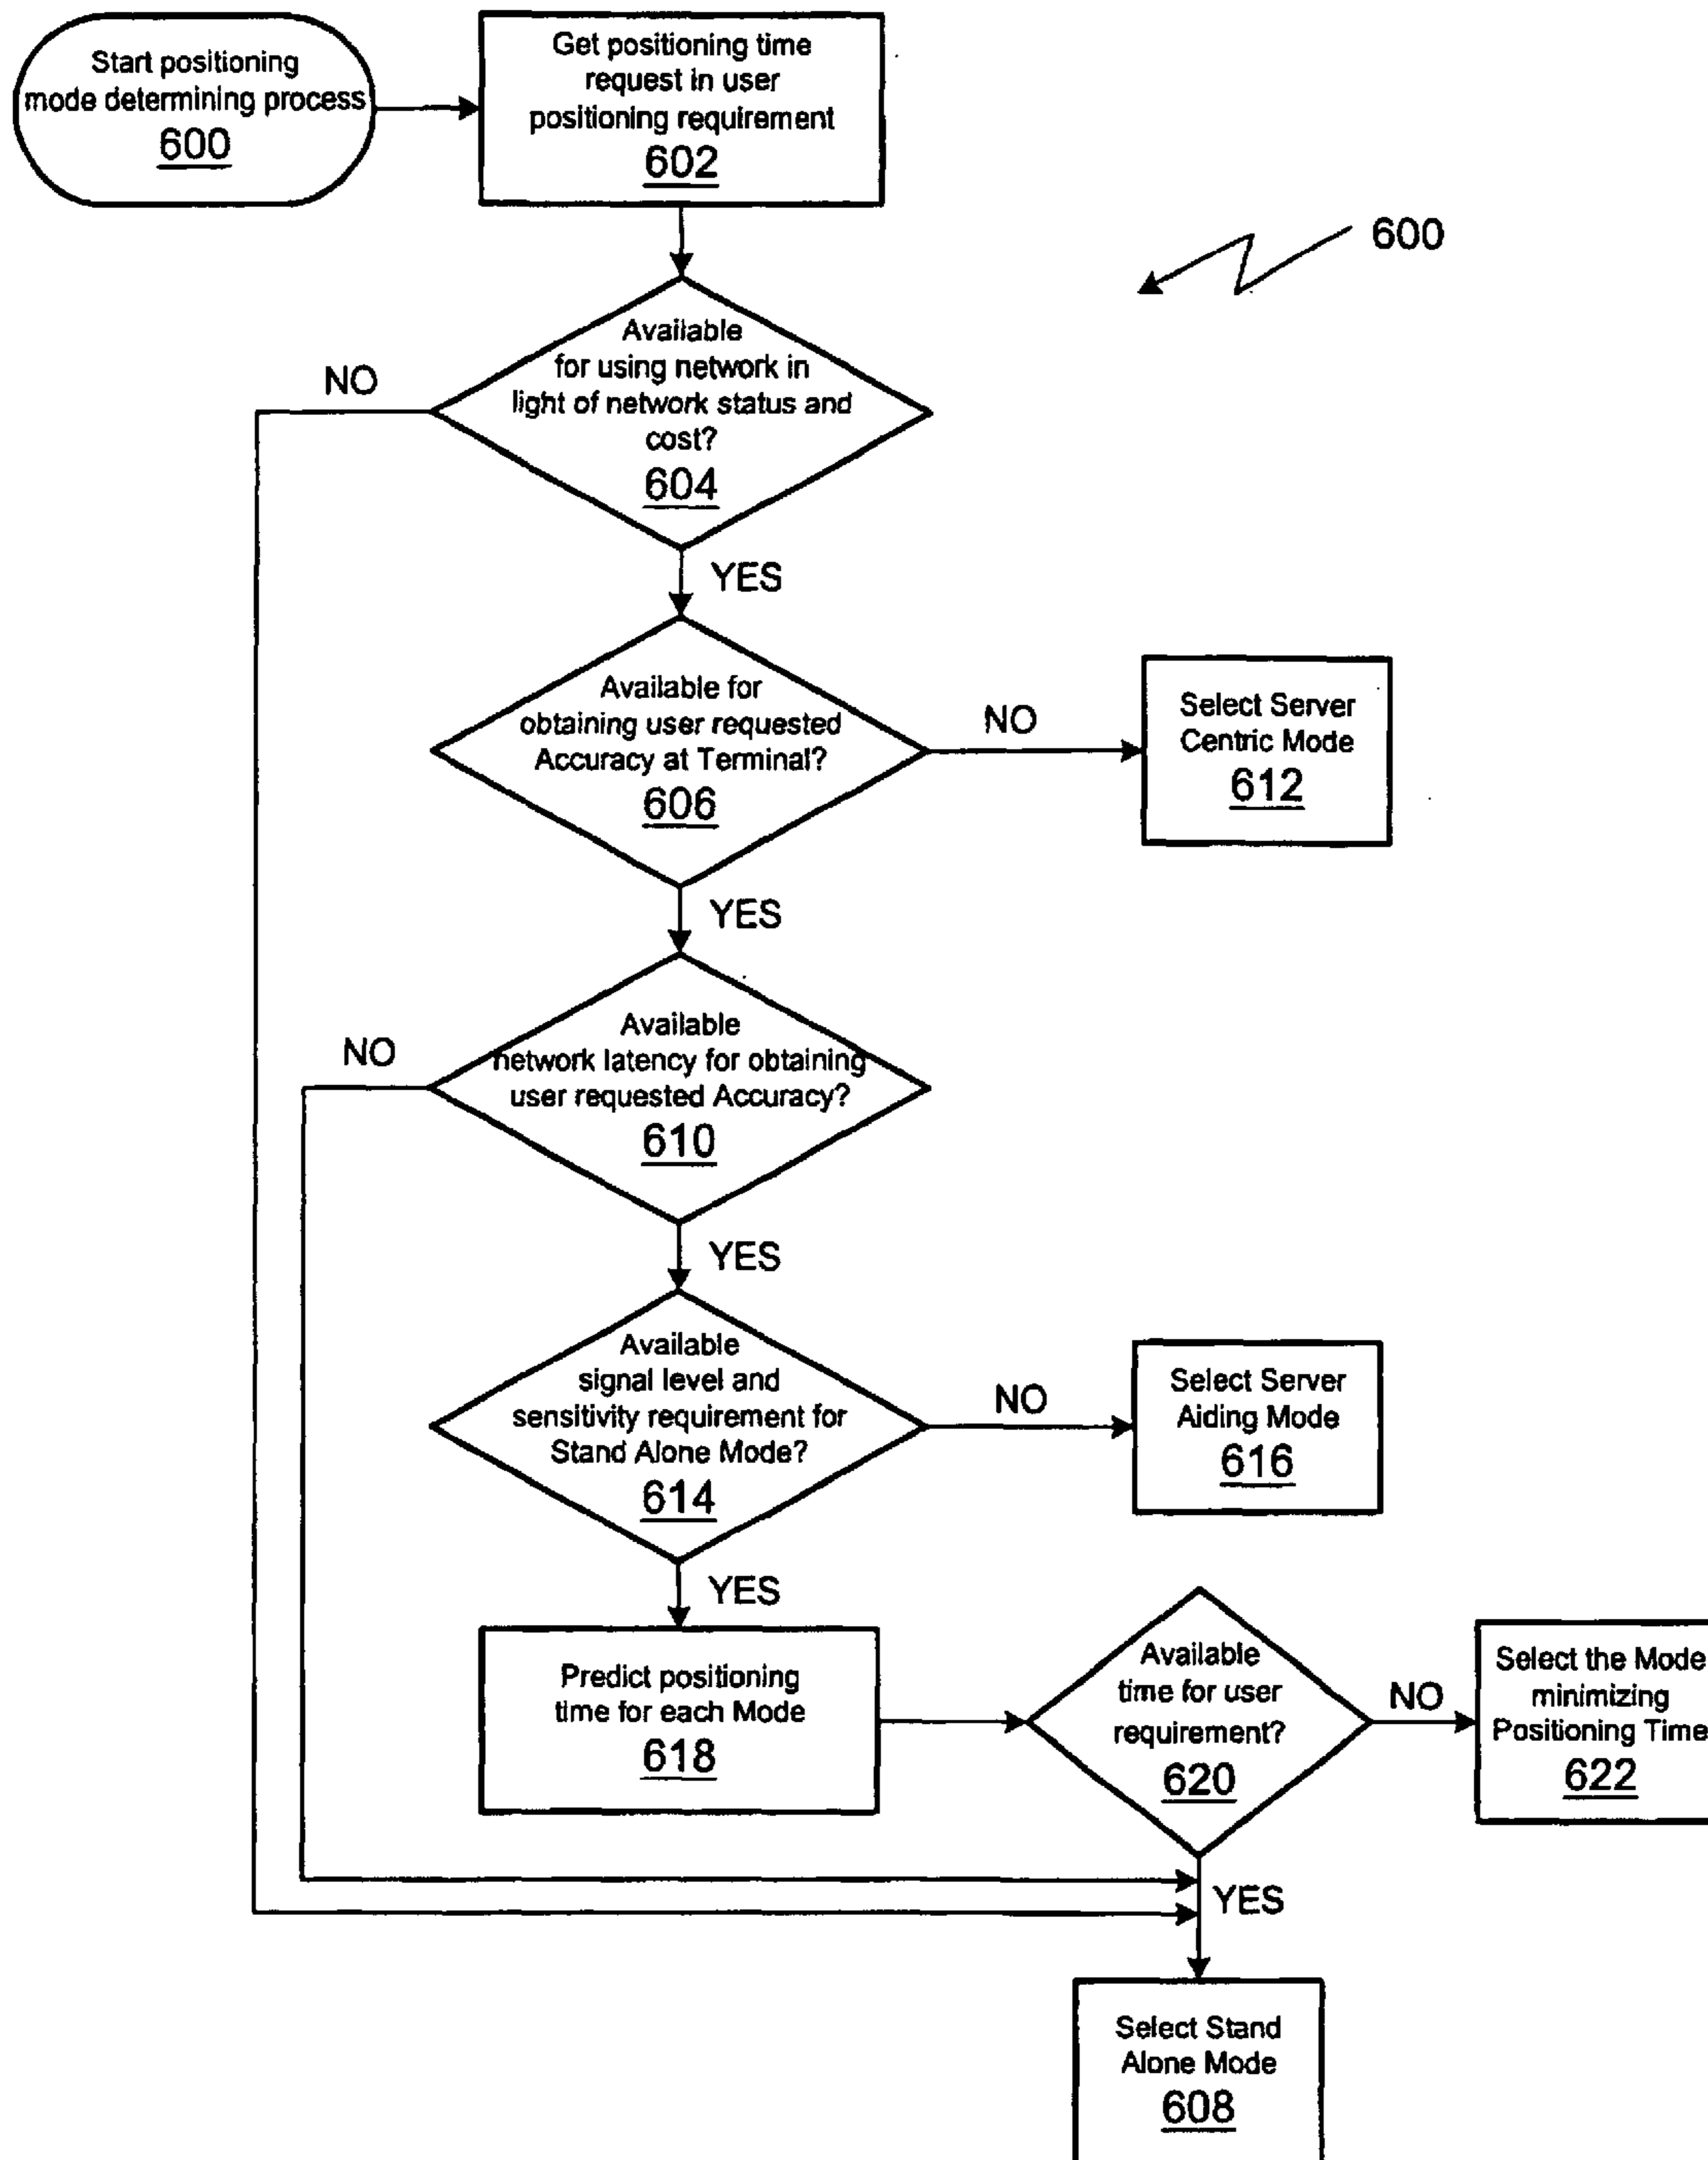 Start positioning
mode determining process
600
Get positioning time
request in user
positioning requirement
602
600
Available
for using network in
light of network status and
cost?
604
NO
YES
Available for
obtaining user requested
Accuracy at Terminal?
606
NO
Select Server
Centric Mode
612
YES
Available
network latency for obtaining
user requested Accuracy?
610
NO
YES
Available
signal level and
sensitivity requirement for
Stand Alone Mode?
614
NO
Select Server
Aiding Mode
616
YES
Predict positioning
time for each Mode
618
Available
time for user
requirement?
620
NO
Select the Mode
minimizing
Positioning Time
622
YES
Select Stand
Alone Mode
608